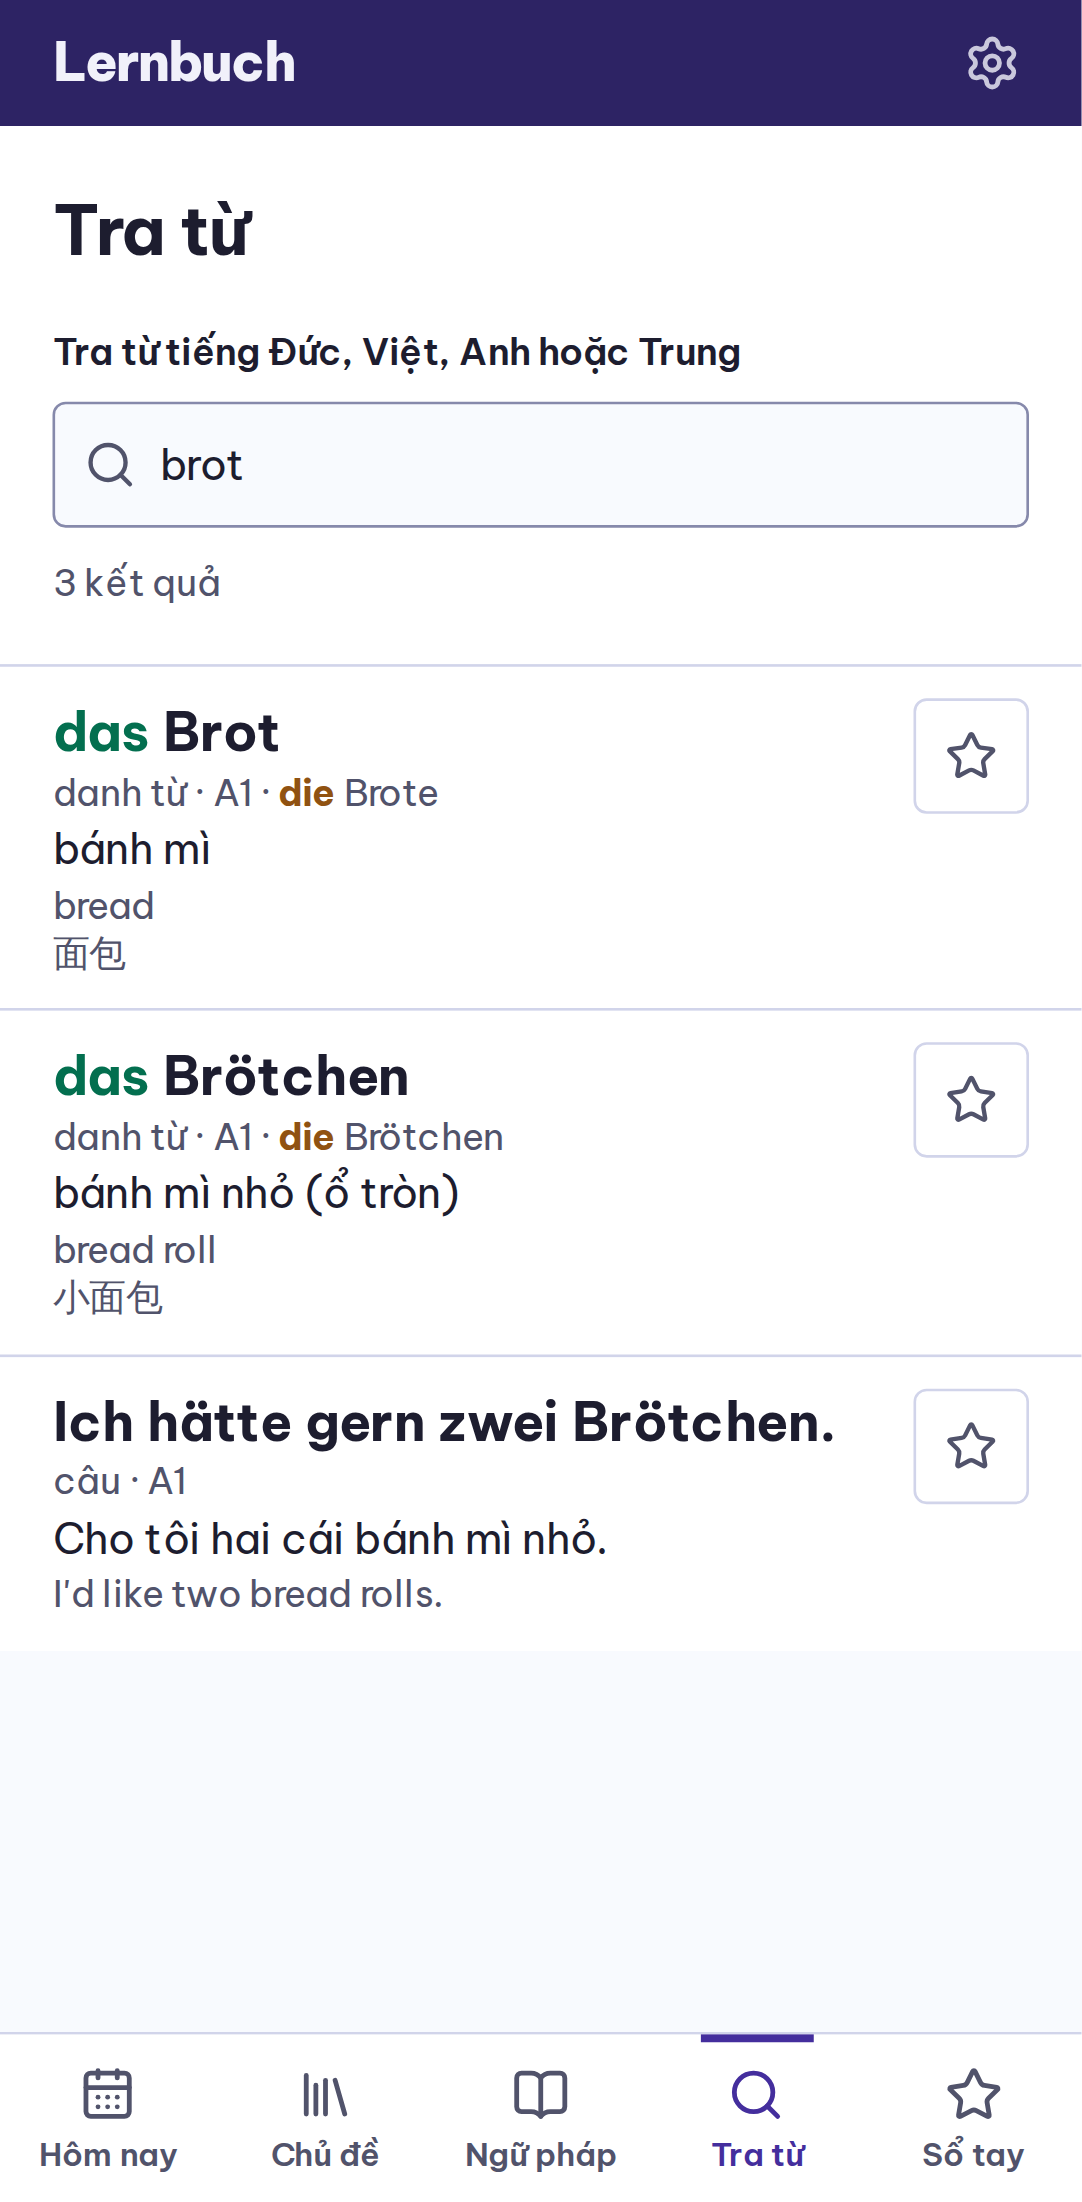 Lernbuch
Tra từ
Tra từ tiếng Đức, Việt, Anh hoặc Trung
brot
3 kết quả
das Brot
danh từ · A1 · die Brote
bánh mì
bread
面包
das Brötchen
danh từ · A1 · die Brötchen
bánh mì nhỏ (ổ tròn)
bread roll
小面包
Ich hätte gern zwei Brötchen.
câu · A1
Cho tôi hai cái bánh mì nhỏ.
I'd like two bread rolls.
Hôm nay
Chủ đề
Ngữ pháp
Tra từ
Sổ tay